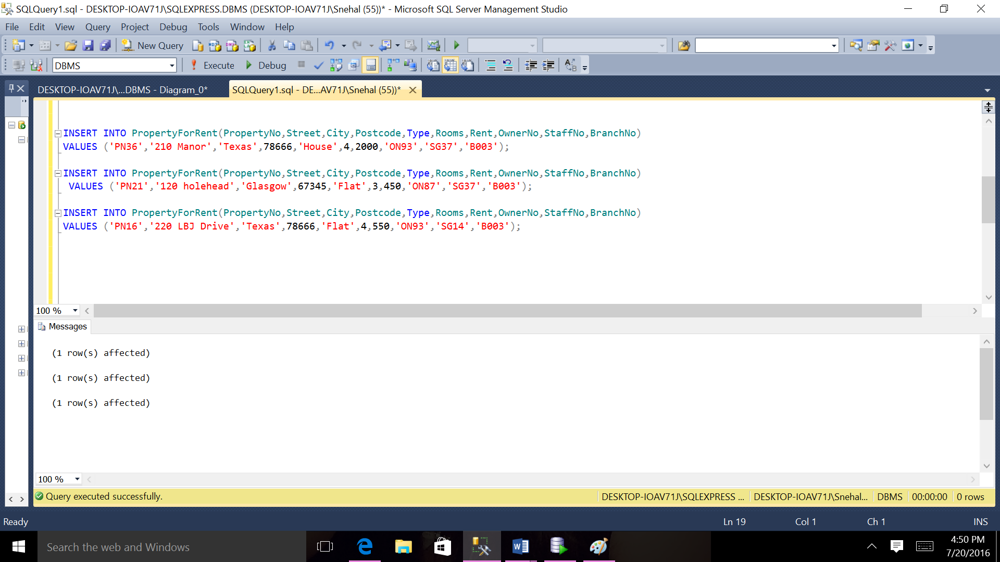 SQLQuery1.sql - DESKTOP-IOAV71J\SQLEXPRESS.DBMS (DESKTOP-IOAV71J\Snehal (55))* - Microsoft SQL Server Management Studio
File Edit View Query Project Debug Tools Window Help
New Query
DBMS Execute Debug
DESKTOP-IOAV71J\...DBMS - Diagram_0* SQLQuery1.sql - DE...AV71J\Snehal (55))*
INSERT INTO PropertyForRent(PropertyNo,Street,City,Postcode,Type,Rooms,Rent,OwnerNo,StaffNo,BranchNo)
VALUES ('PN36','210 Manor','Texas',78666,'House',4,2000,'ON93','SG37','B003');
INSERT INTO PropertyForRent(PropertyNo,Street,City,Postcode,Type,Rooms,Rent,OwnerNo,StaffNo,BranchNo)
VALUES ('PN21','120 holehead','Glasgow',67345,'Flat',3,450,'ON87','SG37','B003');
INSERT INTO PropertyForRent(PropertyNo,Street,City,Postcode,Type,Rooms,Rent,OwnerNo,StaffNo,BranchNo)
VALUES ('PN16','220 LBJ Drive','Texas',78666,'Flat',4,550,'ON93','SG14','B003');
100 %
Messages
(1 row(s) affected)
(1 row(s) affected)
(1 row(s) affected)
100 %
Query executed successfully. DESKTOP-IOAV71J\SQLEXPRESS ... DESKTOP-IOAV71J\Snehal... DBMS 00:00:00 0 rows
Ready Ln 19 Col 1 Ch 1 INS
Search the web and Windows
4:50 PM
7/20/2016